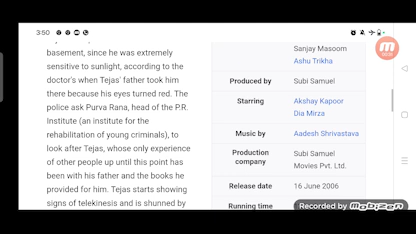 3:50
basement, since he was extremely
sensitive to sunlight, according to the
doctor's when Tejas' father took him
there because his eyes turned red. The
police ask Purva Rana, head of the P.R.
Institute (an institute for the
rehabilitation of young criminals), to
look after Tejas, whose only experience
of other people up until this point has
been with his father and the books he
provided for him. Tejas starts showing
signs of telekinesis and is shunned by
Sanjay Masoom
Ashu Trikha
Produced by Subi Samuel
Starring Akshay Kapoor
Dia Mirza
Music by Aadesh Shrivastava
Production company Subi Samuel
Movies Pvt. Ltd.
Release date 16 June 2006
Running time
Recorded by Mobizen